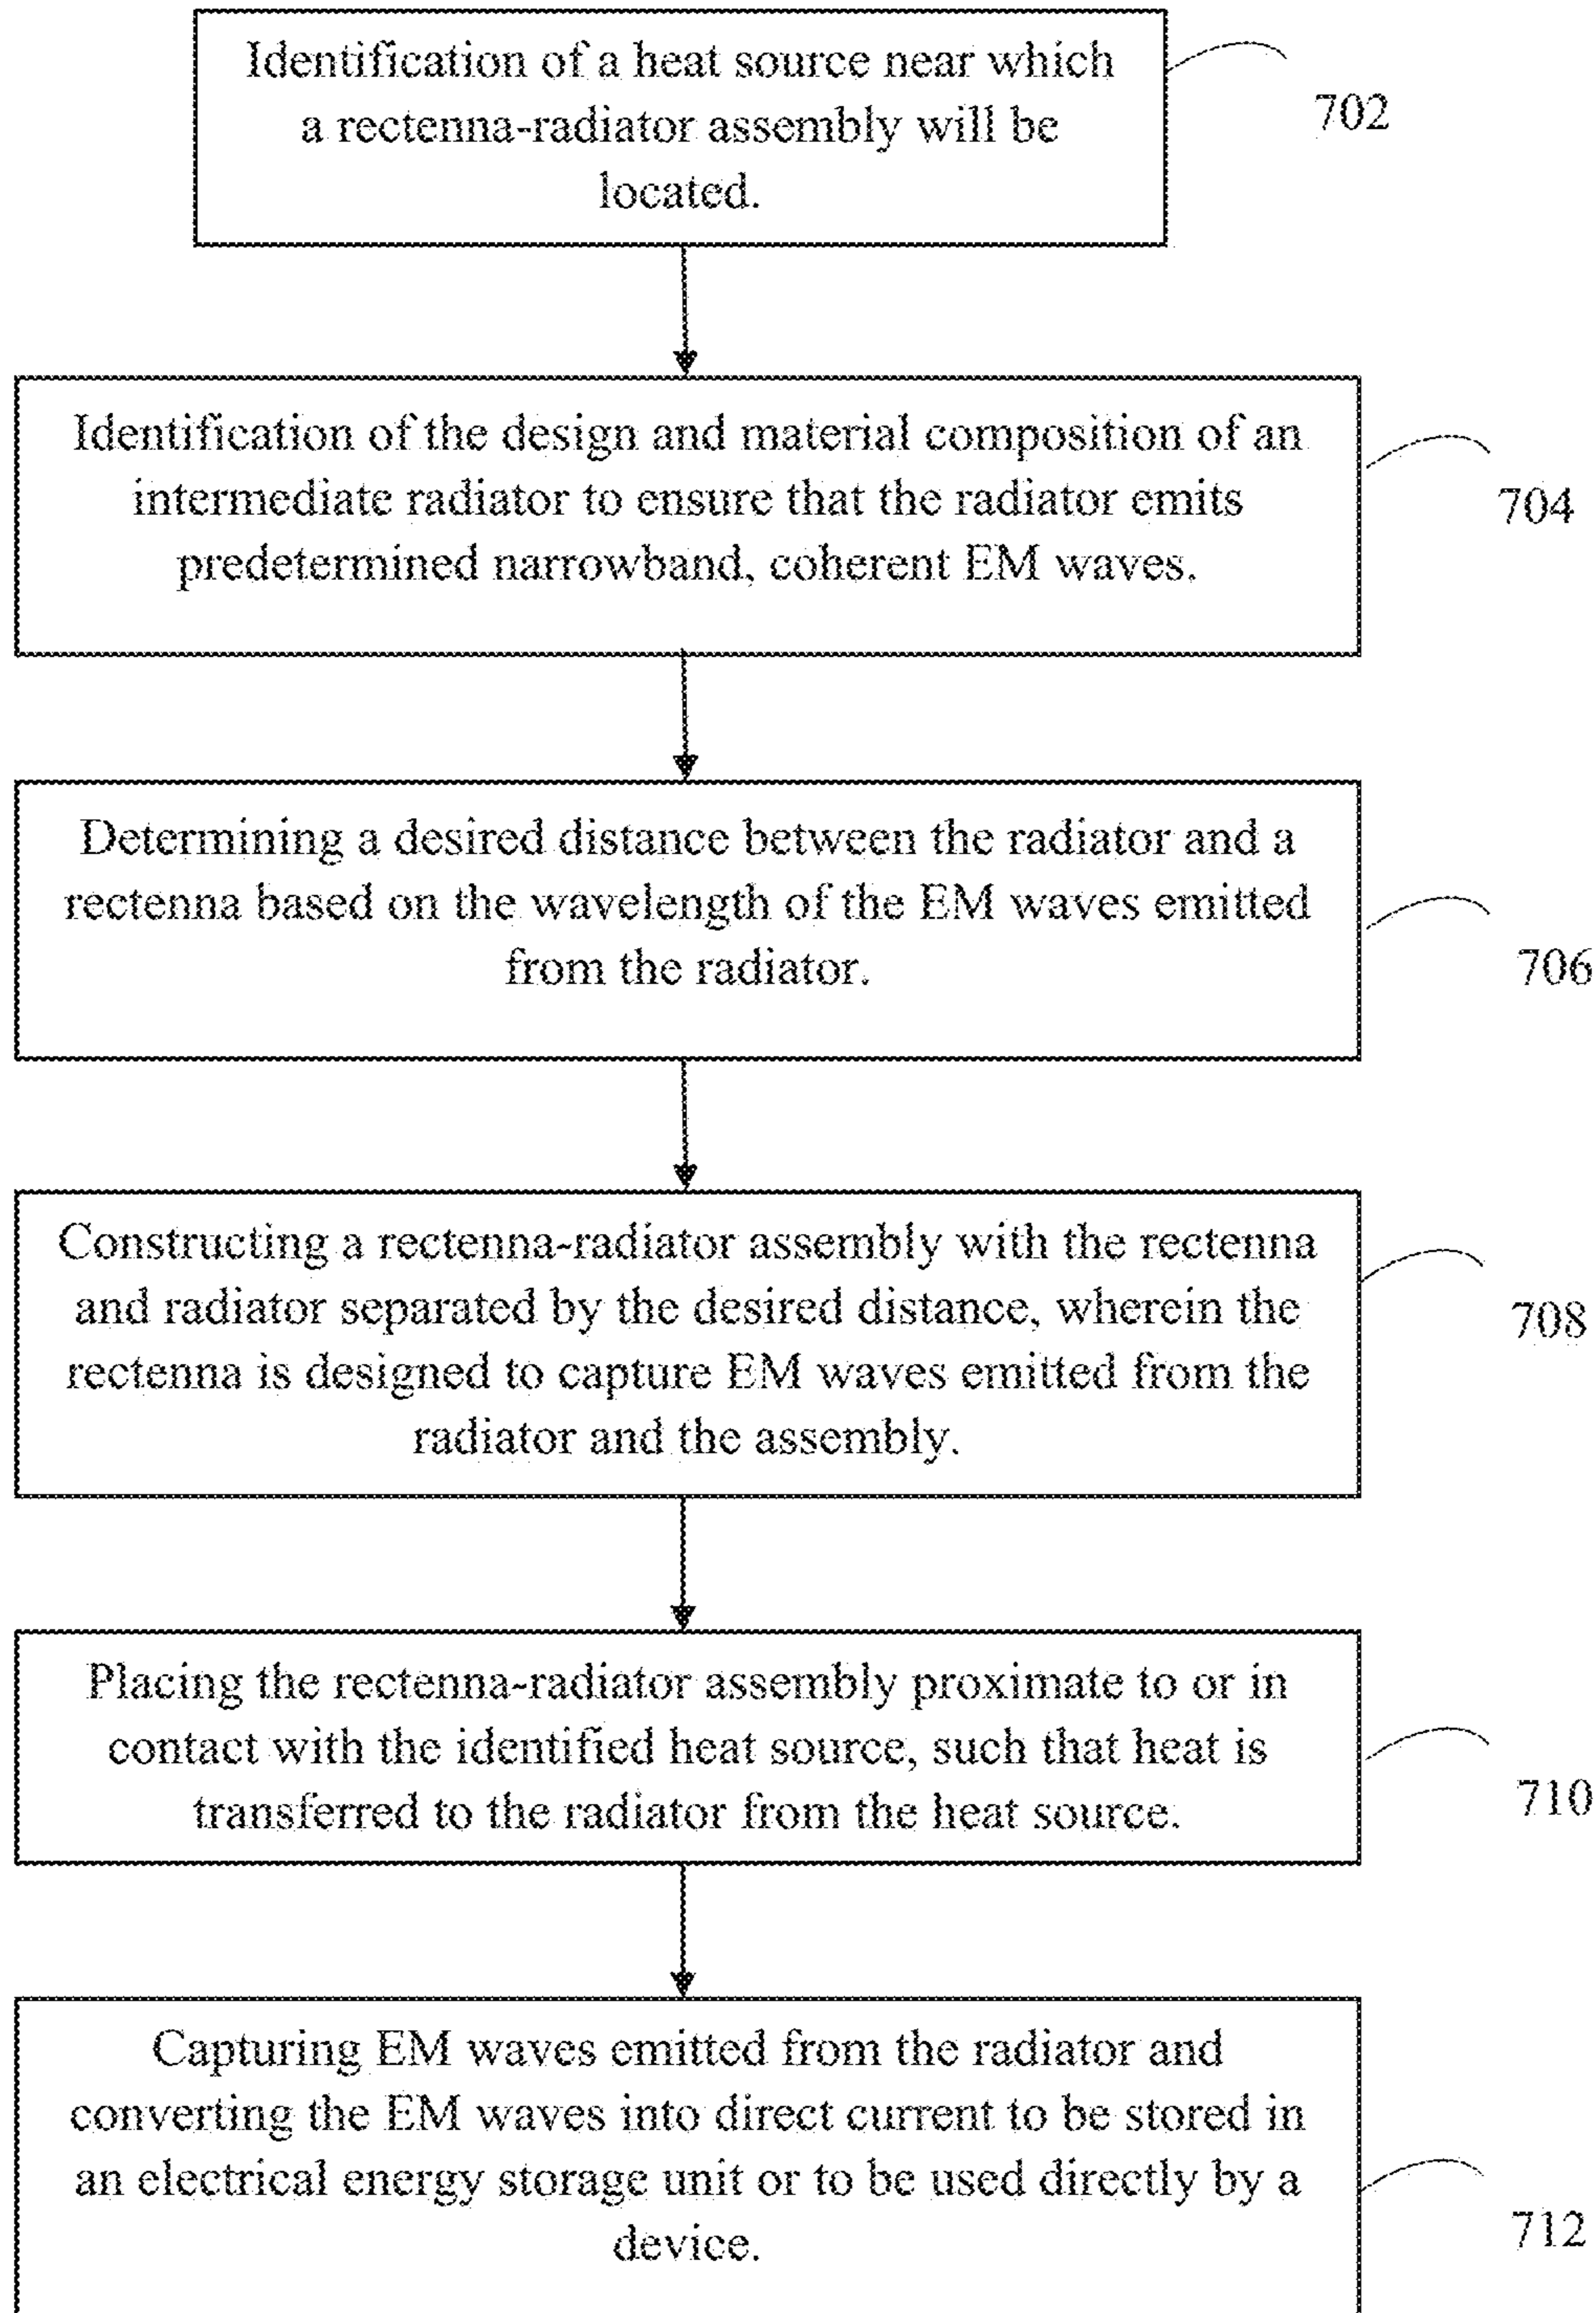 Identification of a heat source near which
a rectenna-radiator assembly will be
located.
702
Identification of the design and material composition of an
intermediate radiator to ensure that the radiator emits
predetermined narrowband, coherent EM waves.
704
Determining a desired distance between the radiator and a
rectenna based on the wavelength of the EM waves emitted
from the radiator.
706
Constructing a rectenna-radiator assembly with the rectenna
and radiator separated by the desired distance, wherein the
rectenna is designed to capture EM waves emitted from the
radiator and the assembly.
708
Placing the rectenna-radiator assembly proximate to or in
contact with the identified heat source, such that heat is
transferred to the radiator from the heat source.
710
Capturing EM waves emitted from the radiator and
converting the EM waves into direct current to be stored in
an electrical energy storage unit or to be used directly by a
device.
712